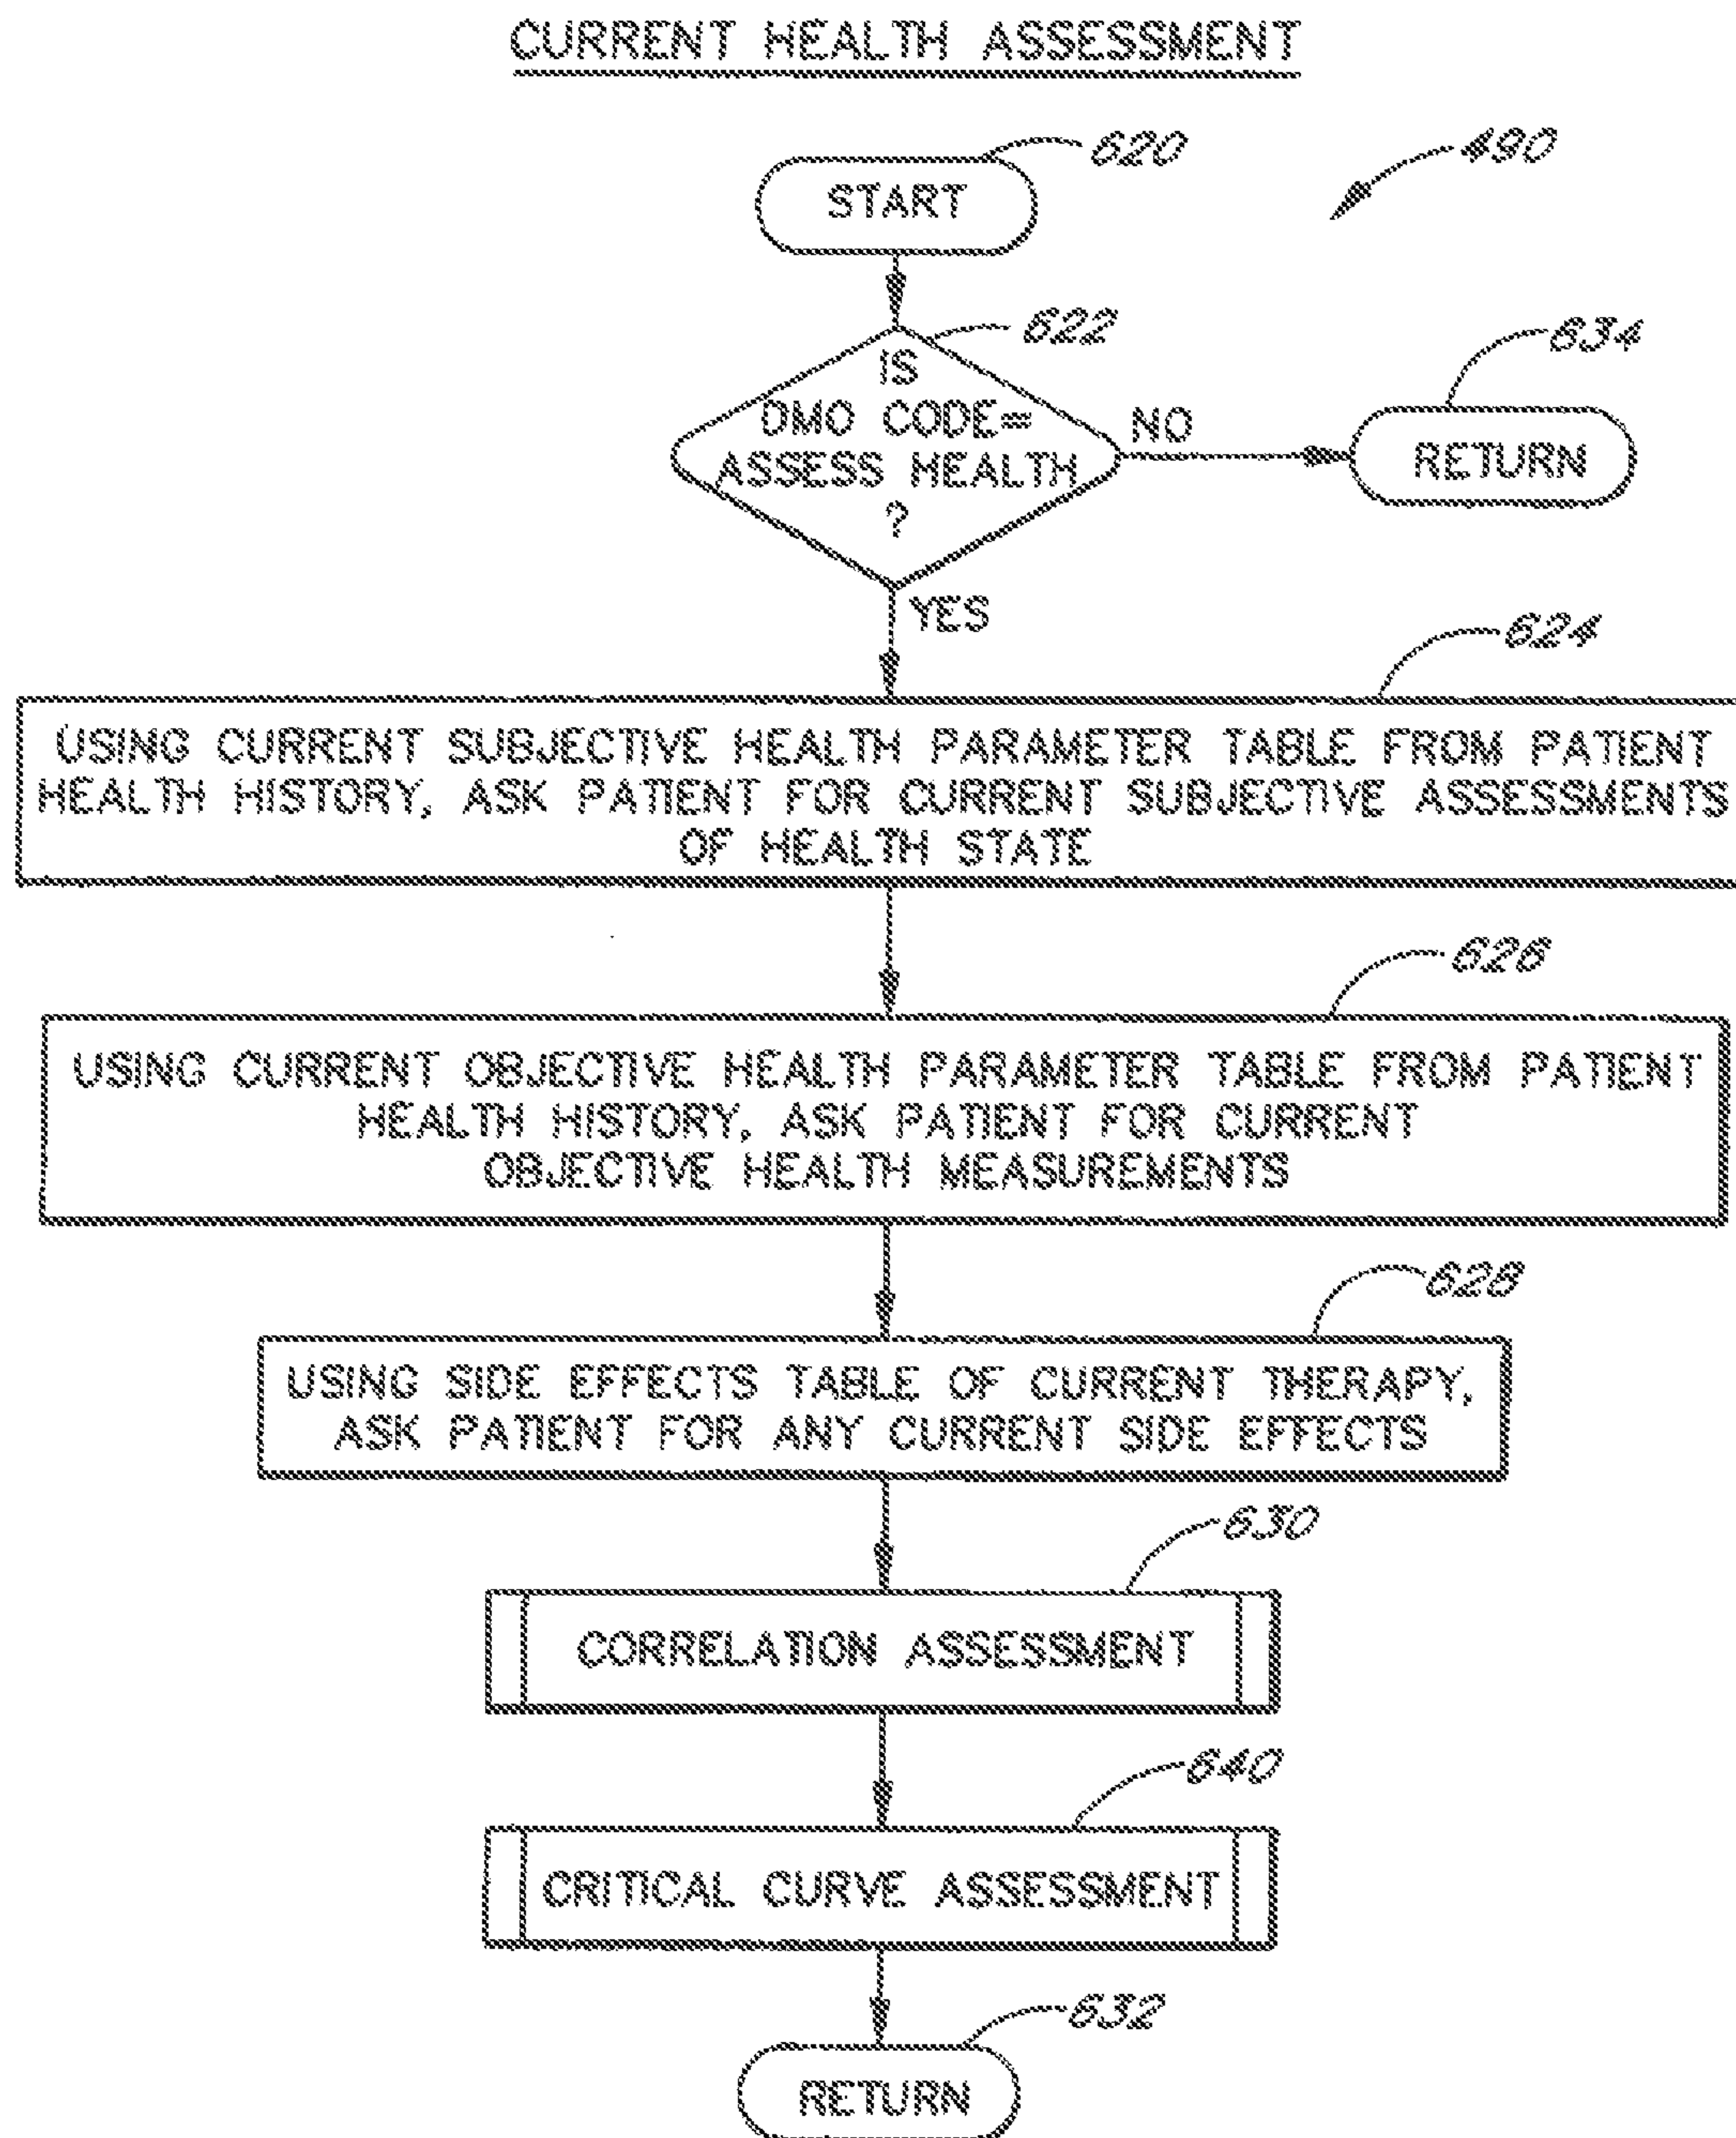 CURRENT HEALTH ASSESSMENT
620
490
START
622
634
IS
DMO CODE=
ASSESS HEALTH
?
NO
RETURN
YES
624
USING CURRENT SUBJECTIVE HEALTH PARAMETER TABLE FROM PATIENT
HEALTH HISTORY, ASK PATIENT FOR CURRENT SUBJECTIVE ASSESSMENTS
OF HEALTH STATE
626
USING CURRENT OBJECTIVE HEALTH PARAMETER TABLE FROM PATIENT
HEALTH HISTORY, ASK PATIENT FOR CURRENT
OBJECTIVE HEALTH MEASUREMENTS
628
USING SIDE EFFECTS TABLE OF CURRENT THERAPY,
ASK PATIENT FOR ANY CURRENT SIDE EFFECTS
630
CORRELATION ASSESSMENT
640
CRITICAL CURVE ASSESSMENT
632
RETURN